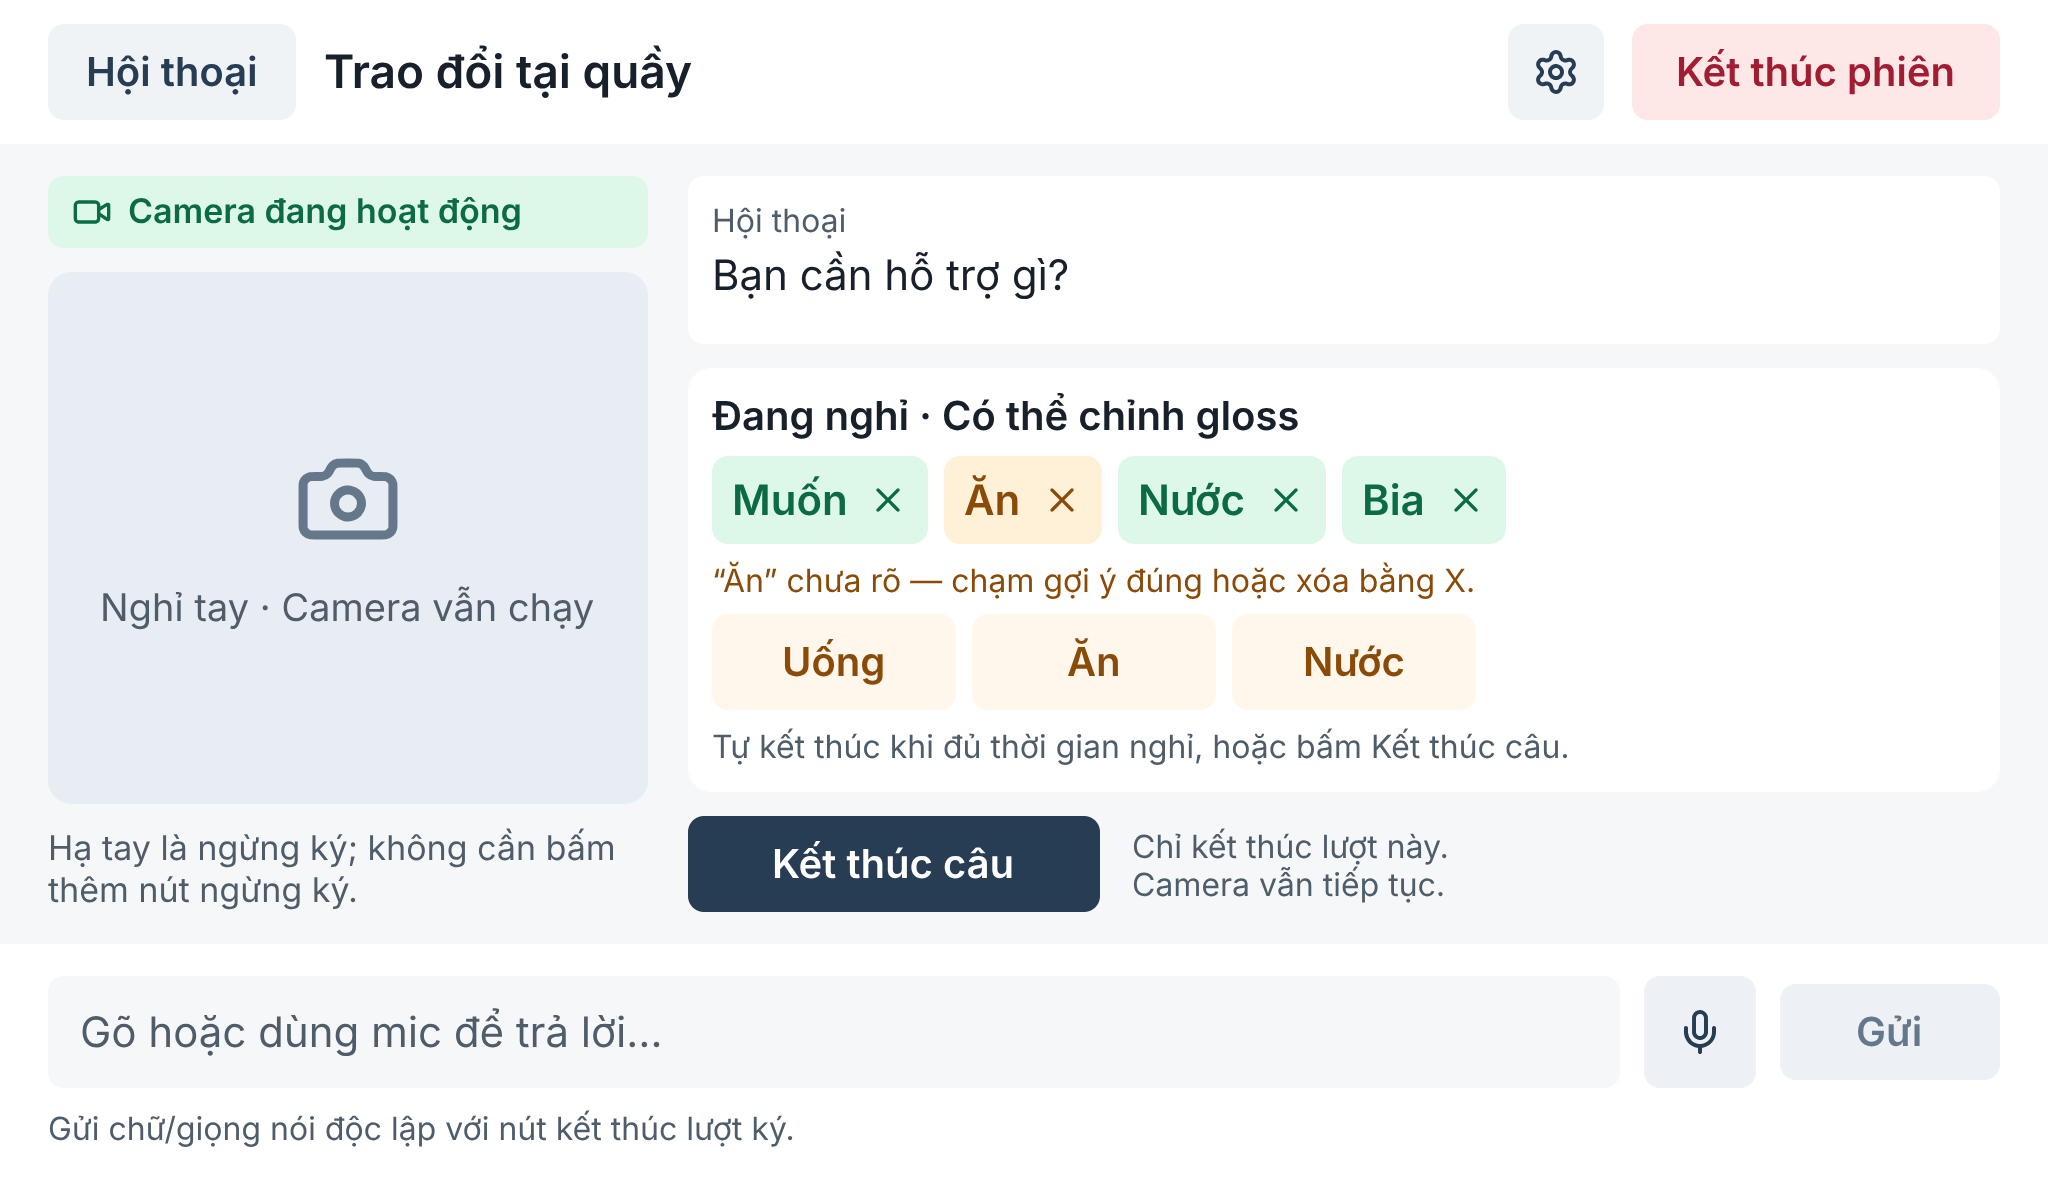 Hội thoại
Trao đổi tại quầy
Kết thúc phiên
Camera đang hoạt động
Nghỉ tay · Camera vẫn chạy
Hạ tay là ngừng ký; không cần bấm
thêm nút ngừng ký.
Hội thoại
Bạn cần hỗ trợ gì?
Đang nghỉ · Có thể chỉnh gloss
Muốn
Ăn
Nước
Bia
“Ăn” chưa rõ — chạm gợi ý đúng hoặc xóa bằng X.
Uống
Ăn
Nước
Tự kết thúc khi đủ thời gian nghỉ, hoặc bấm Kết thúc câu.
Kết thúc câu
Chỉ kết thúc lượt này.
Camera vẫn tiếp tục.
Gõ hoặc dùng mic để trả lời...
Gửi
Gửi chữ/giọng nói độc lập với nút kết thúc lượt ký.